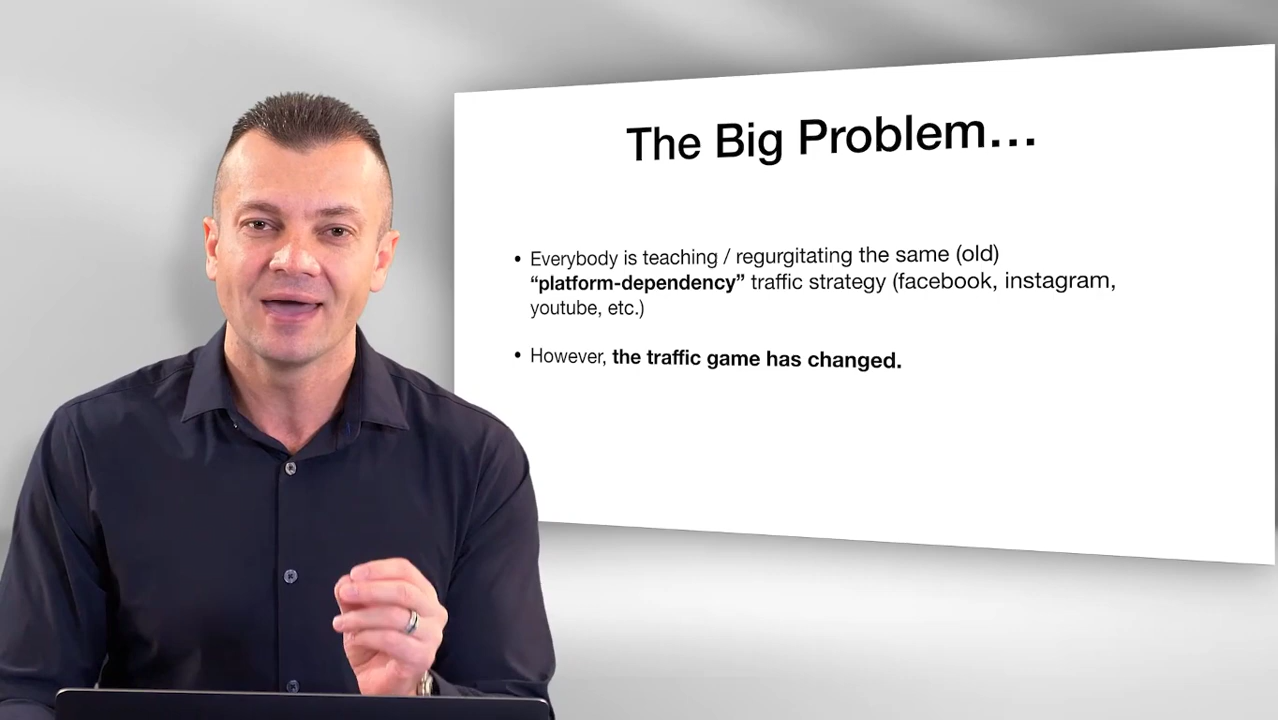 The Big Problem…
• Everybody is teaching / regurgitating the same (old)
“platform-dependency” traffic strategy (facebook, instagram,
youtube, etc.)
• However, the traffic game has changed.